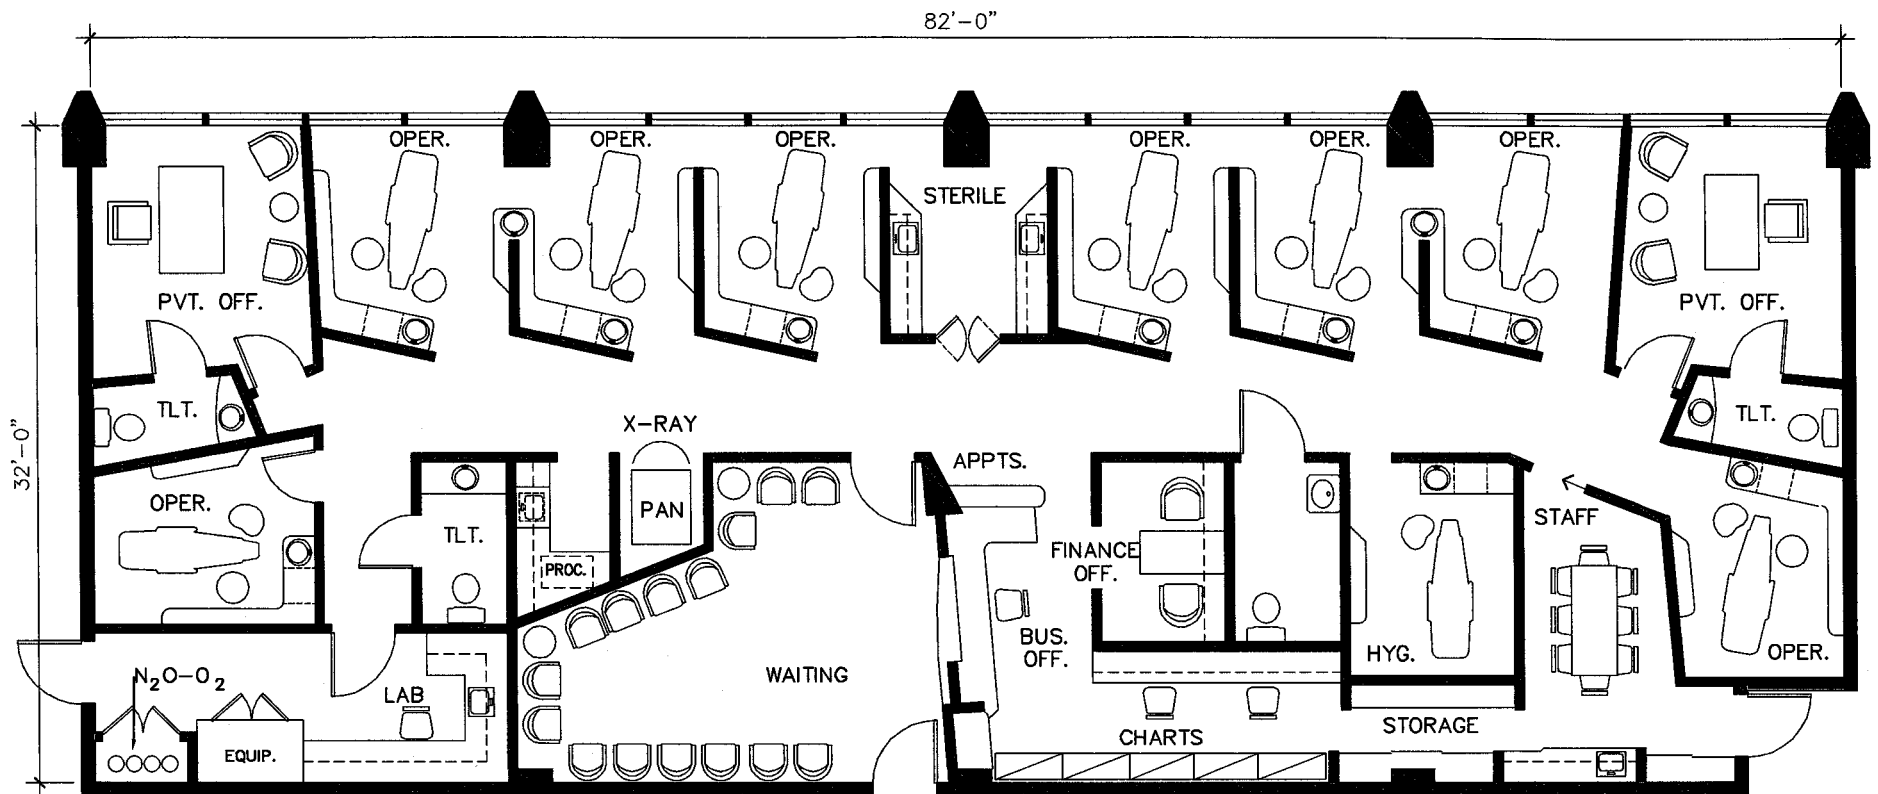 82'-0"
OPER.
OPER.
OPER.
OPER.
OPER.
OPER.
STERILE
PVT. OFF.
PVT. OFF.
32'-0"
TLT.
TLT.
X-RAY
APPTS.
OPER.
PAN
STAFF
TLT.
FINANCE
OFF.
PROC.
BUS.
OFF.
HYG.
OPER.
N₂O-O₂
LAB
WAITING
STORAGE
CHARTS
EQUIP.